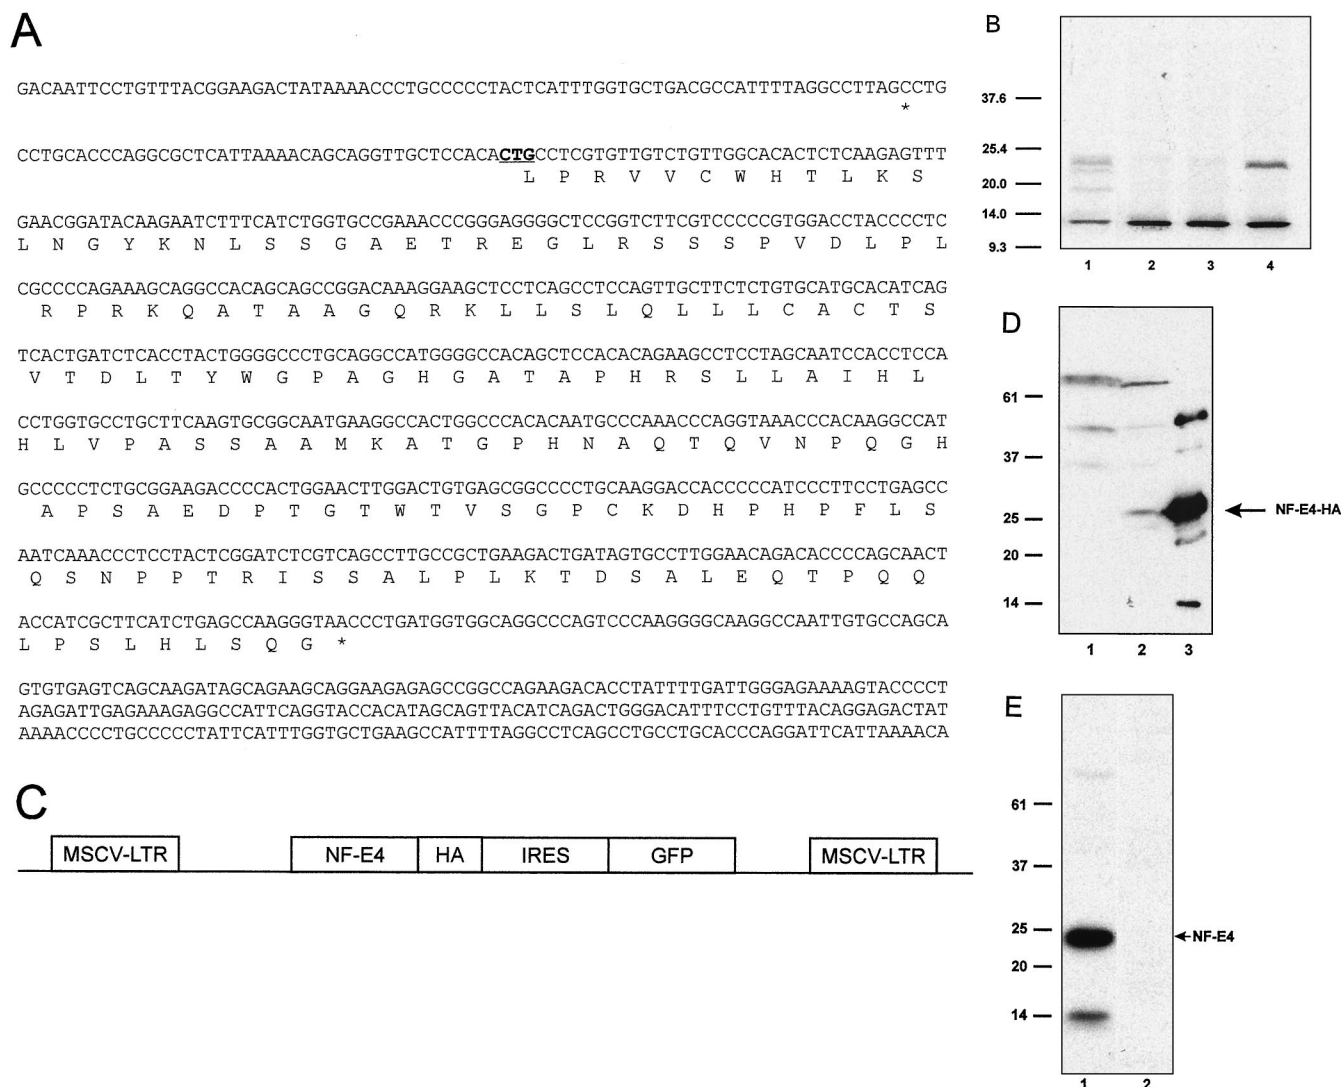 A
GACAATTCCTGTTTACGGAAGACTATAAAACCCTGCCCCCTACTCATTTGGTGCTGACGCCATTTTAGGCCTTAGCCTG
*
CCTGCACCCAGGCGCTCATTAAAACAGCAGGTTGCTCCACACTGCCTCGTGTTGTCTGTTGGCACACTCTCAAGAGTTT
L P R V V C W H T L K S
GAACGGATACAAGAATCTTTCATCTGGTGCCGAAACCCGGGAGGGGCTCCGGTCTTCGTCCCCCGTGGACCTACCCCTC
L N G Y K N L S S G A E T R E G L R S S S P V D L P L
CGCCCCAGAAAGCAGGCCACAGCAGCCGGACAAAGGAAGCTCCTCAGCCTCCAGTTGCTTCTCTGTGCATGCACATCAG
R P R K Q A T A A G Q R K L L S L Q L L L C A C T S
TCACTGATCTCACCTACTGGGGCCCTGCAGGCCATGGGGCCACAGCTCCACACAGAAGCCTCCTAGCAATCCACCTCCA
V T D L T Y W G P A G H G A T A P H R S L L A I H L
CCTGGTGCCTGCTTCAAGTGCGGCAATGAAGGCCACTGGCCCACACAATGCCCAAACCCAGGTAAACCCACAAGGCCAT
H L V P A S S A A M K A T G P H N A Q T Q V N P Q G H
GCCCCCTCTGCGGAAGACCCCACTGGAACTTGGACTGTGAGCGGCCCCTGCAAGGACCACCCCCATCCCTTCCTGAGCC
A P S A E D P T G T W T V S G P C K D H P H P F L S
AATCAAACCCTCCTACTCGGATCTCGTCAGCCTTGCCGCTGAAGACTGATAGTGCCTTGGAACAGACACCCCAGCAACT
Q S N P P T R I S S A L P L K T D S A L E Q T P Q Q
ACCATCGCTTCATCTGAGCCAAGGGTAACCCTGATGGTGGCAGGCCCAGTCCCAAGGGGCAAGGCCAATTGTGCCAGCA
L P S L H L S Q G *
GTGTGAGTCAGCAAGATAGCAGAAGCAGGAAGAGAGCCGGCCAGAAGACACCTATTTTGATTGGGAGAAAAGTACCCCT
AGAGATTGAGAAAGAGGCCATTCAGGTACCACATAGCAGTTACATCAGACTGGGACATTTCCTGTTTACAGGAGACTAT
AAAACCCCTGCCCCCTATTCATTTGGTGCTGAAGCCATTTTAGGCCTCAGCCTGCCTGCACCCAGGATTCATTAAAACA
B
37.6
25.4
20.0
14.0
9.3
1 2 3 4
C
MSCV-LTR NF-E4 HA IRES GFP MSCV-LTR
D
61
37
25
20
14
NF-E4-HA
1 2 3
E
61
37
25
20
14
NF-E4
1 2